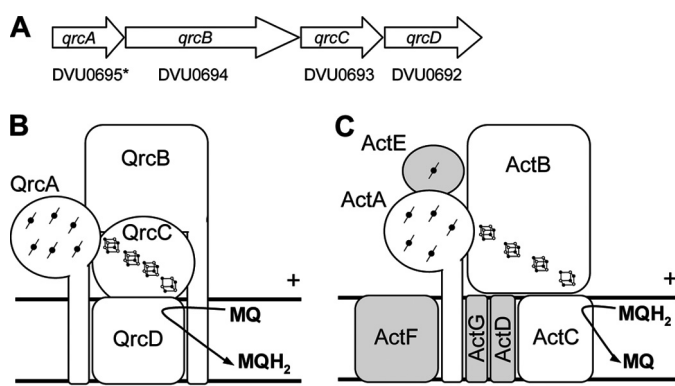 A
qrcA qrcB qrcC qrcD
DVU0695* DVU0694 DVU0693 DVU0692
B
QrcB
QrcA
QrcC
+
MQ
QrcD
MQH2
C
ActE
ActB
ActA
+
MQH2
ActF
ActG
ActD
ActC
MQ